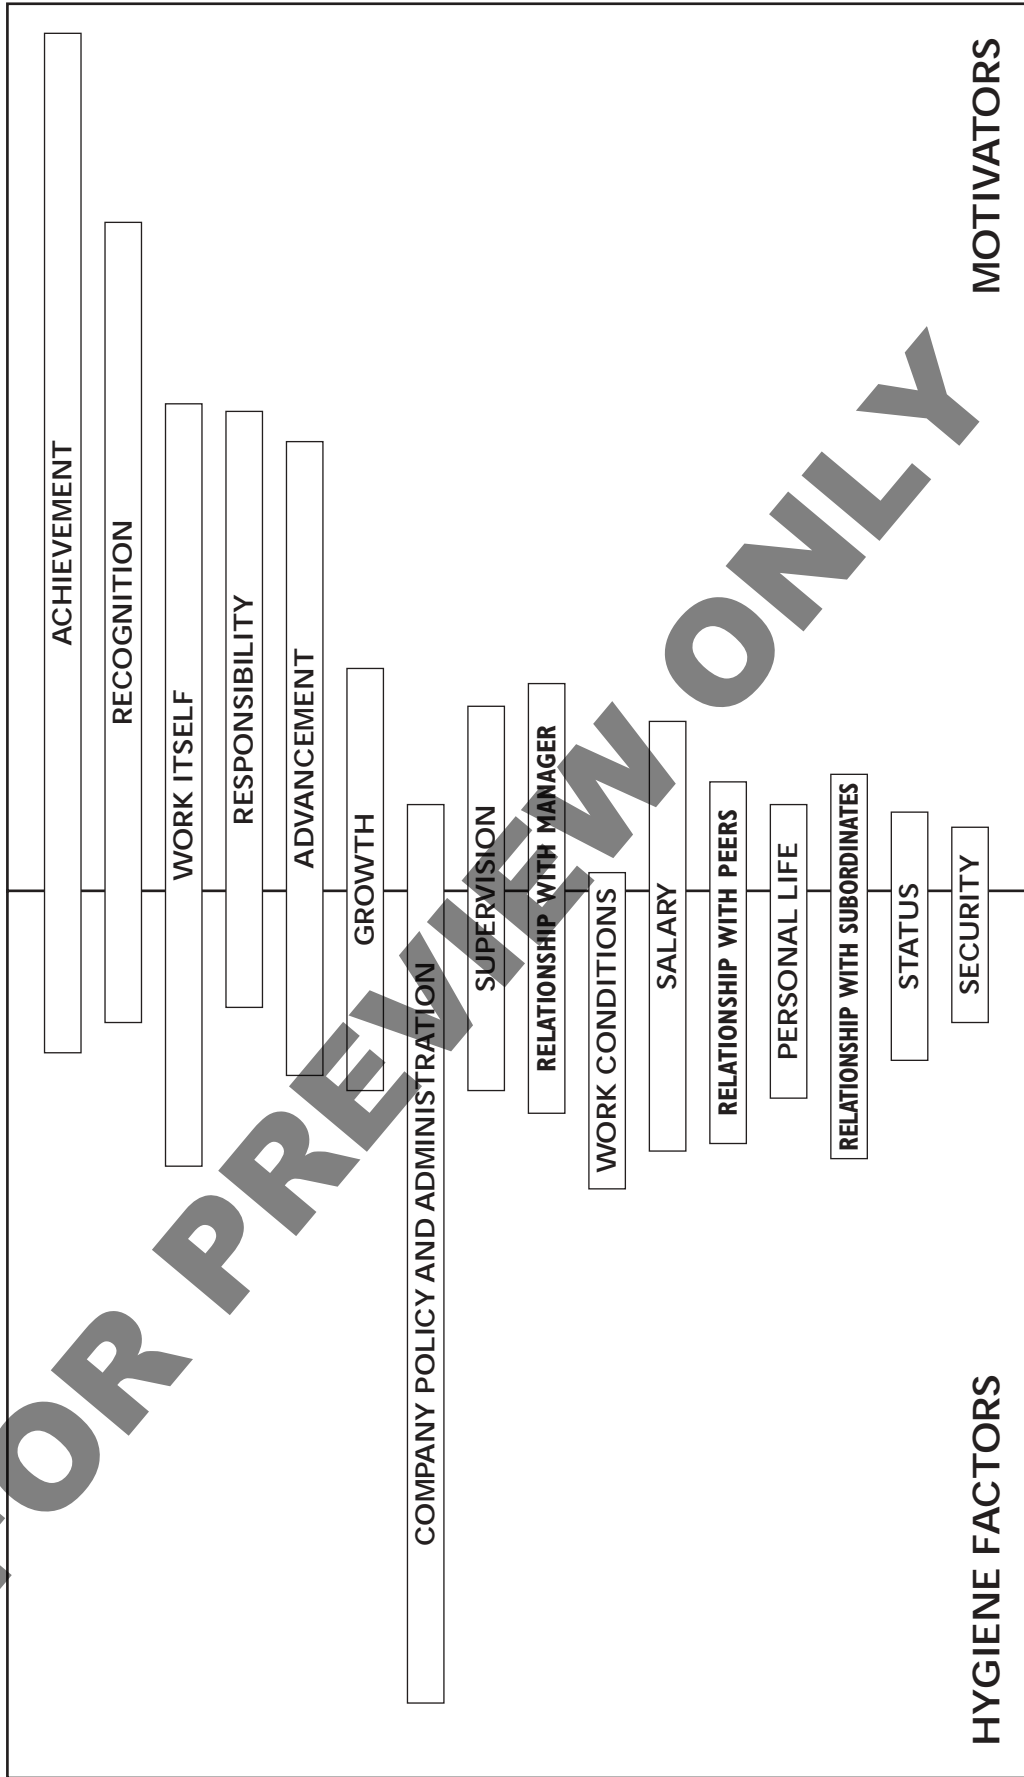 ACHIEVEMENT
RECOGNITION
WORK ITSELF
RESPONSIBILITY
ADVANCEMENT
GROWTH
COMPANY POLICY AND ADMINISTRATION
SUPERVISION
RELATIONSHIP WITH MANAGER
WORK CONDITIONS
SALARY
RELATIONSHIP WITH PEERS
PERSONAL LIFE
RELATIONSHIP WITH SUBORDINATES
STATUS
SECURITY
HYGIENE FACTORS
MOTIVATORS
OR PREVIEW ONLY